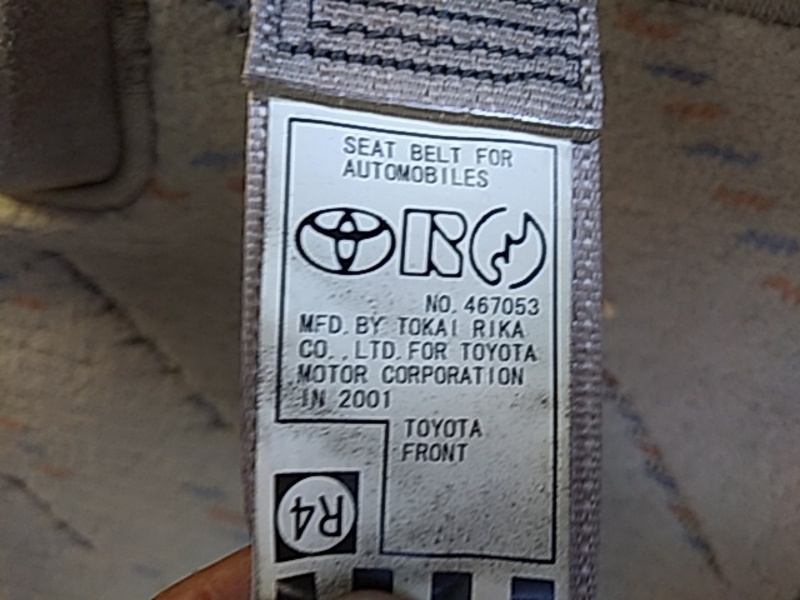 SEAT BELT FOR
AUTOMOBILES
NO. 467053
MFD. BY TOKAI RIKA
CO., LTD. FOR TOYOTA
MOTOR CORPORATION
IN 2001
TOYOTA
FRONT
R4